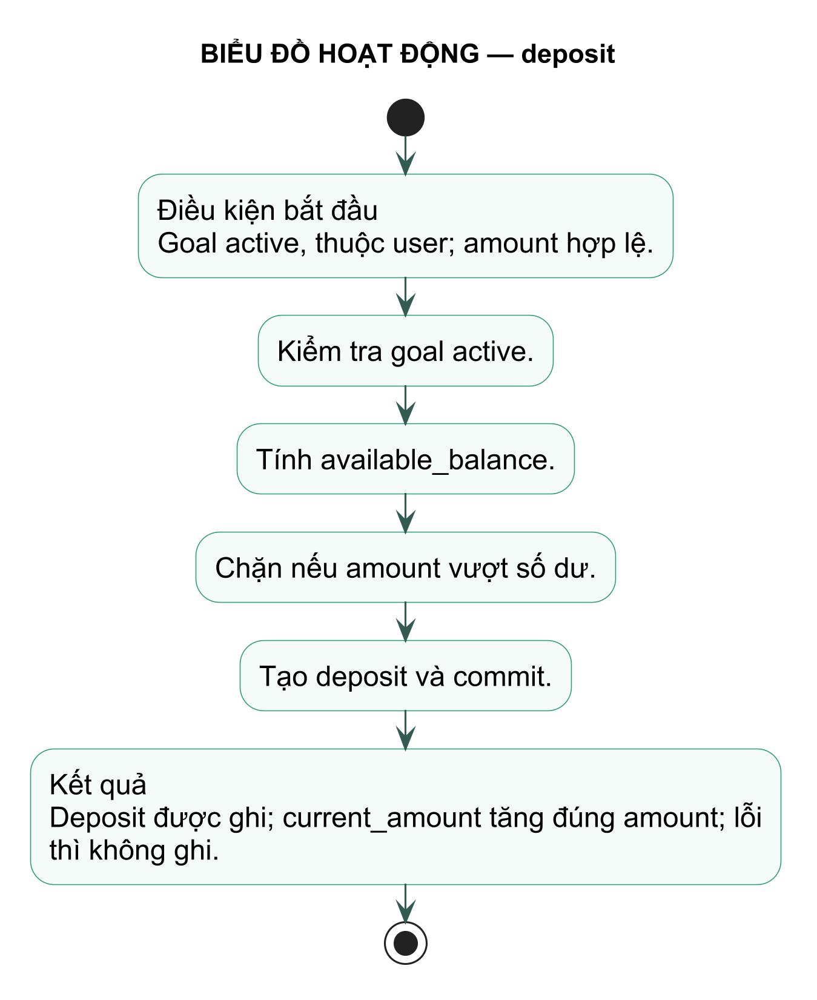 BIỂU ĐỒ HOẠT ĐỘNG — deposit
Điều kiện bắt đầu
Goal active, thuộc user; amount hợp lệ.
Kiểm tra goal active.
Tính available_balance.
Chặn nếu amount vượt số dư.
Tạo deposit và commit.
Kết quả
Deposit được ghi; current_amount tăng đúng amount; lỗi
thì không ghi.